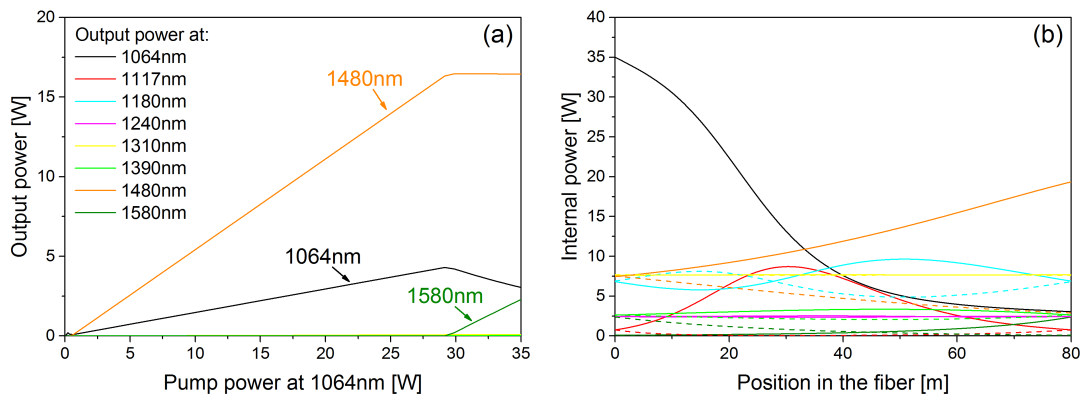 (a)
Output power at:
1064nm
1117nm
1180nm
1240nm
1310nm
1390nm
1480nm
1580nm
1480nm
1064nm
1580nm
Output power [W]
0
5
10
15
20
0 5 10 15 20 25 30 35
Pump power at 1064nm [W]
(b)
Internal power [W]
0
5
10
15
20
25
30
35
40
0 20 40 60 80
Position in the fiber [m]